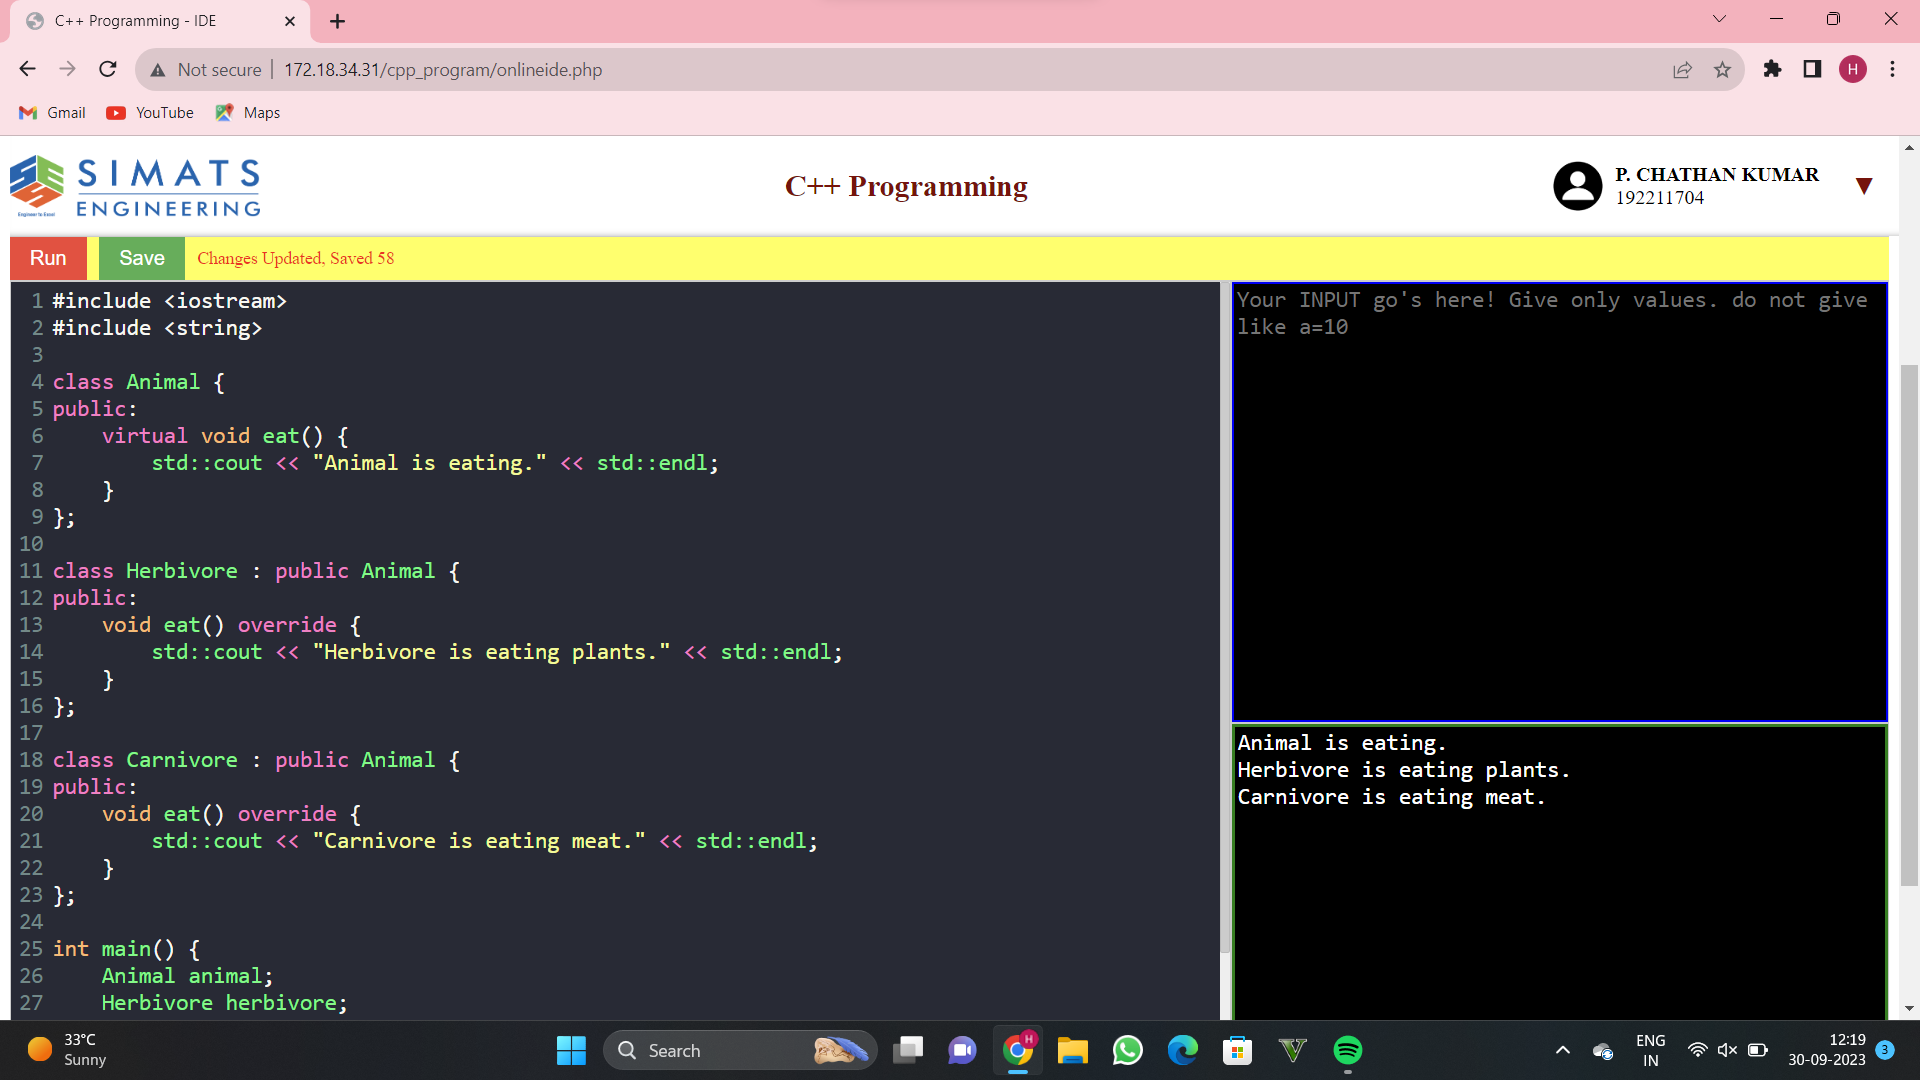 C++ Programming - IDE
Not secure | 172.18.34.31/cpp_program/onlineide.php
H
Gmail YouTube Maps
SIMATS
ENGINEERING
Engineer to Excel
C++ Programming
P. CHATHAN KUMAR
192211704
Run Save Changes Updated, Saved 58
1 #include <iostream>
2 #include <string>
3
4 class Animal {
5 public:
6     virtual void eat() {
7         std::cout << "Animal is eating." << std::endl;
8     }
9 };
10
11 class Herbivore : public Animal {
12 public:
13     void eat() override {
14         std::cout << "Herbivore is eating plants." << std::endl;
15     }
16 };
17
18 class Carnivore : public Animal {
19 public:
20     void eat() override {
21         std::cout << "Carnivore is eating meat." << std::endl;
22     }
23 };
24
25 int main() {
26     Animal animal;
27     Herbivore herbivore;
Your INPUT go's here! Give only values. do not give
like a=10
Animal is eating.
Herbivore is eating plants.
Carnivore is eating meat.
33°C
Sunny
Search
H
ENG
IN
12:19
30-09-2023
3